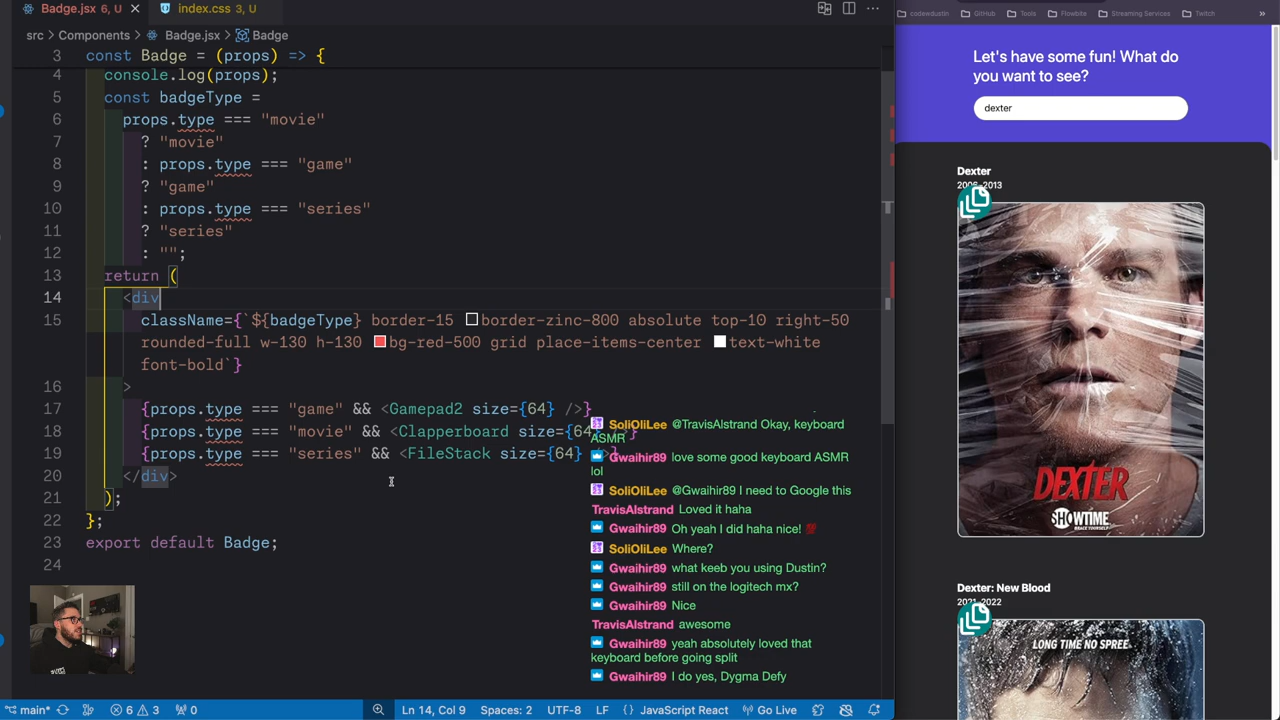 Badge.jsx 6, U
index.css 3, U
src > Components > Badge.jsx > Badge
3 const Badge = (props) => {
4 console.log(props);
5 const badgeType =
6 props.type === "movie"
7 ? "movie"
8 : props.type === "game"
9 ? "game"
10 : props.type === "series"
11 ? "series"
12 : "";
13 return (
14 <div
15 className={`${badgeType} border-15 border-zinc-800 absolute top-10 right-50
rounded-full w-130 h-130 bg-red-500 grid place-items-center text-white
font-bold`}
16 >
17 {props.type === "game" && <Gamepad2 size={64} />}
18 {props.type === "movie" && <Clapperboard size={64} />}
19 {props.type === "series" && <FileStack size={64} />}
20 </div>
21 );
22 };
23 export default Badge;
24
SoliOliLee @TravisAlstrand Okay, keyboard
ASMR
Gwaihir89 love some good keyboard ASMR
lol
SoliOliLee @Gwaihir89 I need to Google this
TravisAlstrand Loved it haha
Gwaihir89 Oh yeah I did haha nice! 💯
SoliOliLee Where?
Gwaihir89 what keeb you using Dustin?
Gwaihir89 still on the logitech mx?
Gwaihir89 Nice
TravisAlstrand awesome
Gwaihir89 yeah absolutely loved that
keyboard before going split
Gwaihir89 I do yes, Dygma Defy
main* 6 3 0 Ln 14, Col 9 Spaces: 2 UTF-8 LF {} JavaScript React Go Live
codewdustin GitHub Tools Flowbite Streaming Services Twitch »
Let's have some fun! What do
you want to see?
dexter
Dexter
2006–2013
DEXTER
SHOWTIME
BRACE YOURSELF
Dexter: New Blood
2021–2022
LONG TIME NO SPREE